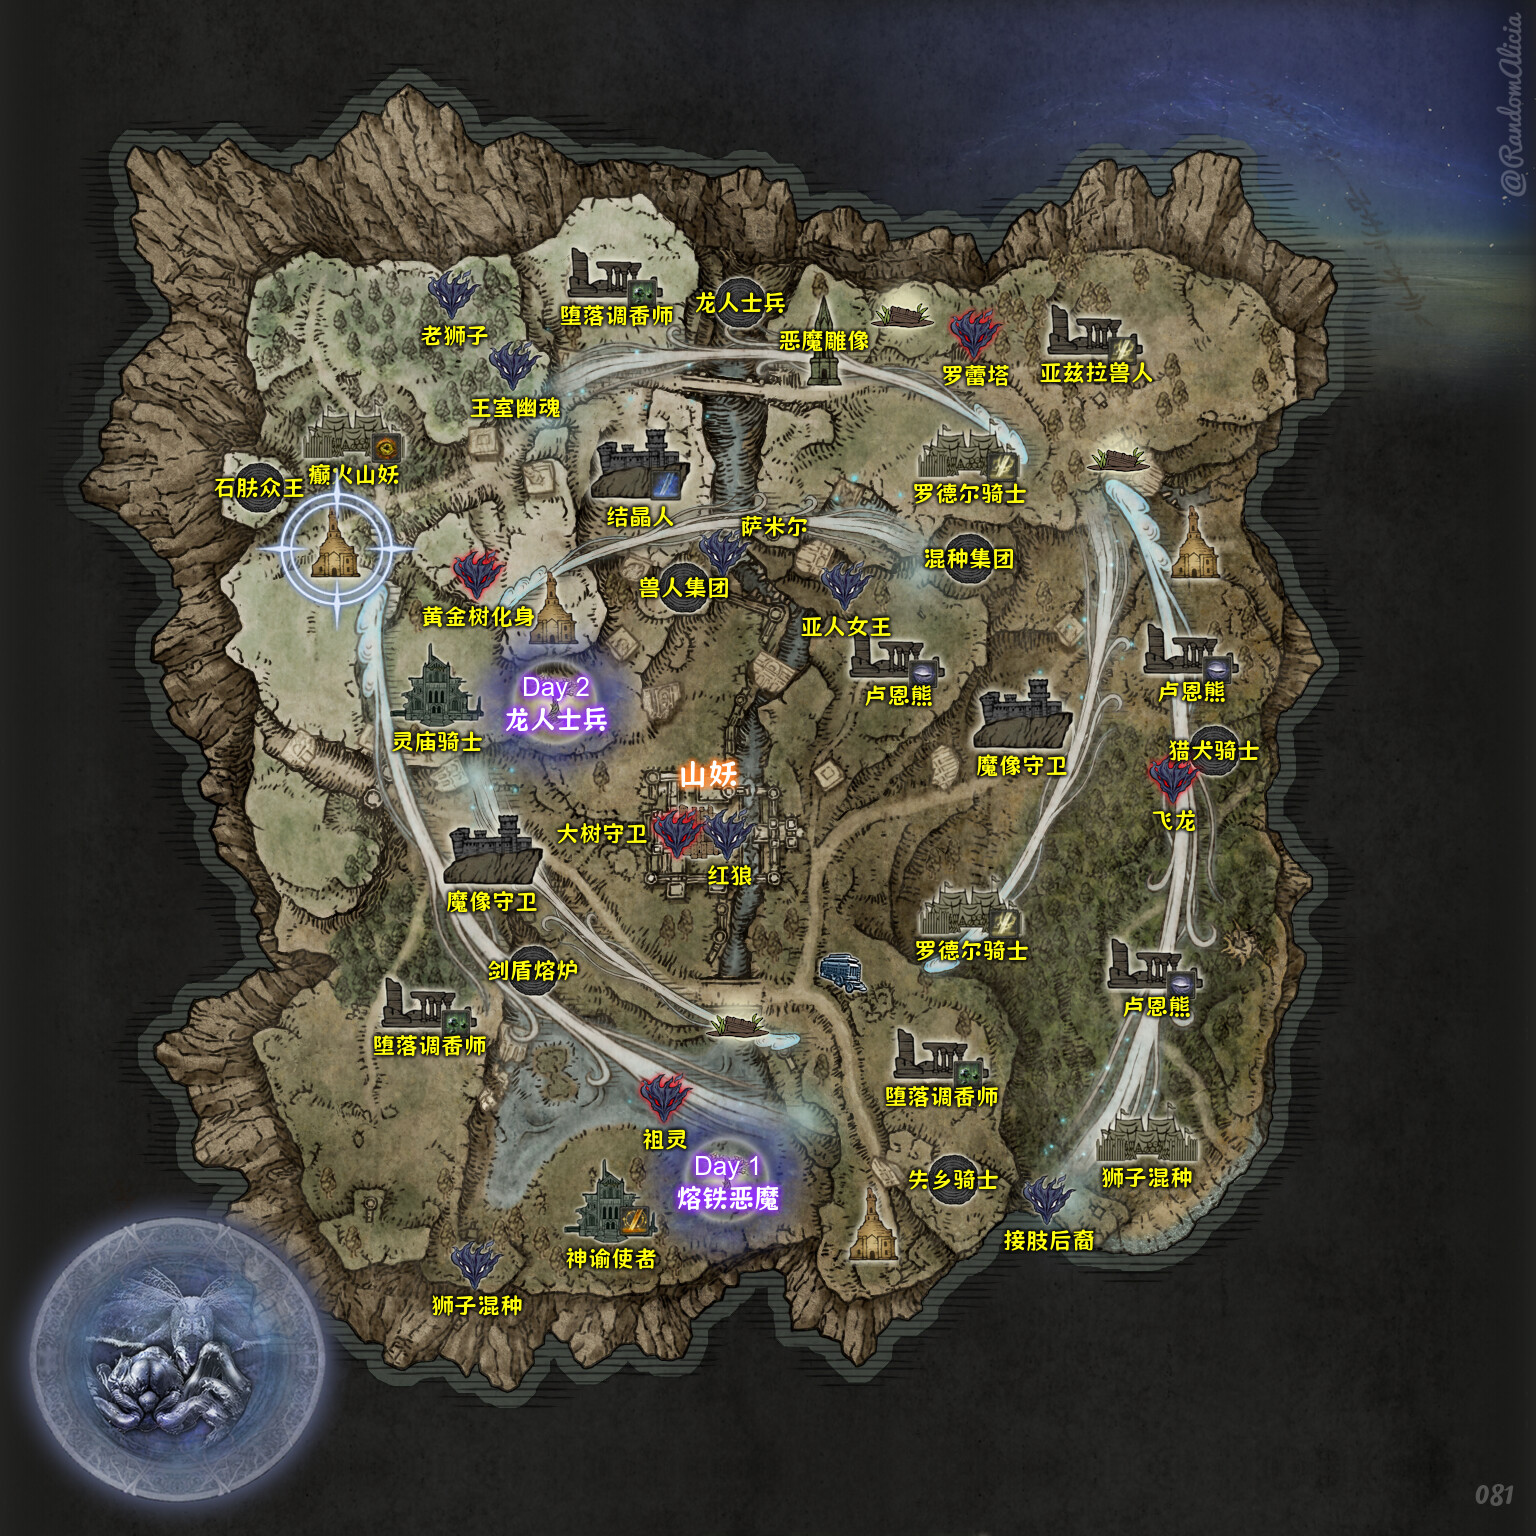 @RandomAlicia
老狮子
堕落调香师
龙人士兵
恶魔雕像
罗蕾塔
亚兹拉兽人
王室幽魂
石肤众王
癫火山妖
结晶人
萨米尔
罗德尔骑士
混种集团
兽人集团
黄金树化身
亚人女王
卢恩熊
卢恩熊
Day 2
龙人士兵
灵庙骑士
魔像守卫
猎犬骑士
山妖
大树守卫
红狼
飞龙
魔像守卫
罗德尔骑士
剑盾熔炉
卢恩熊
堕落调香师
堕落调香师
祖灵
Day 1
熔铁恶魔
失乡骑士
狮子混种
接肢后裔
神谕使者
狮子混种
081